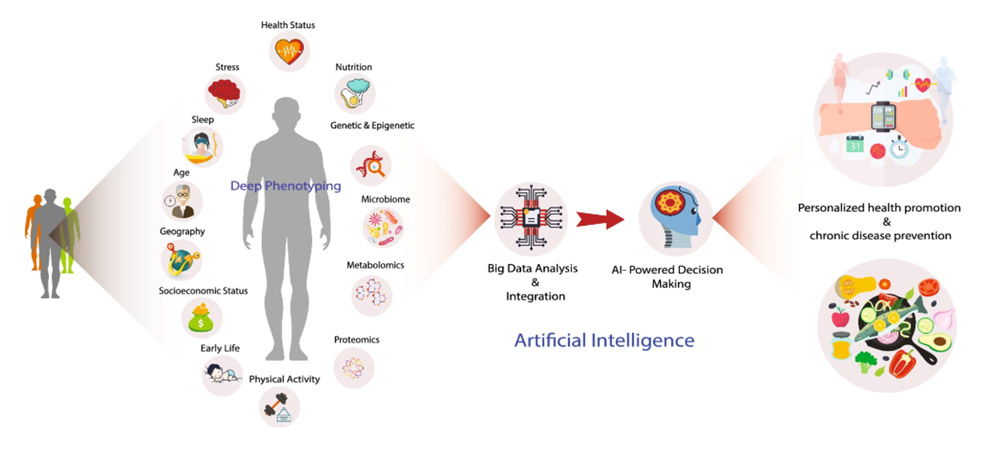 Health Status
Stress
Nutrition
Sleep
Genetic & Epigenetic
Age
Deep Phenotyping
Microbiome
Geography
Metabolomics
Socioeconomic Status
$
Early Life
Proteomics
Physical Activity
Big Data Analysis
&
Integration
AI- Powered Decision
Making
Artificial Intelligence
31
Personalized health promotion
&
chronic disease prevention